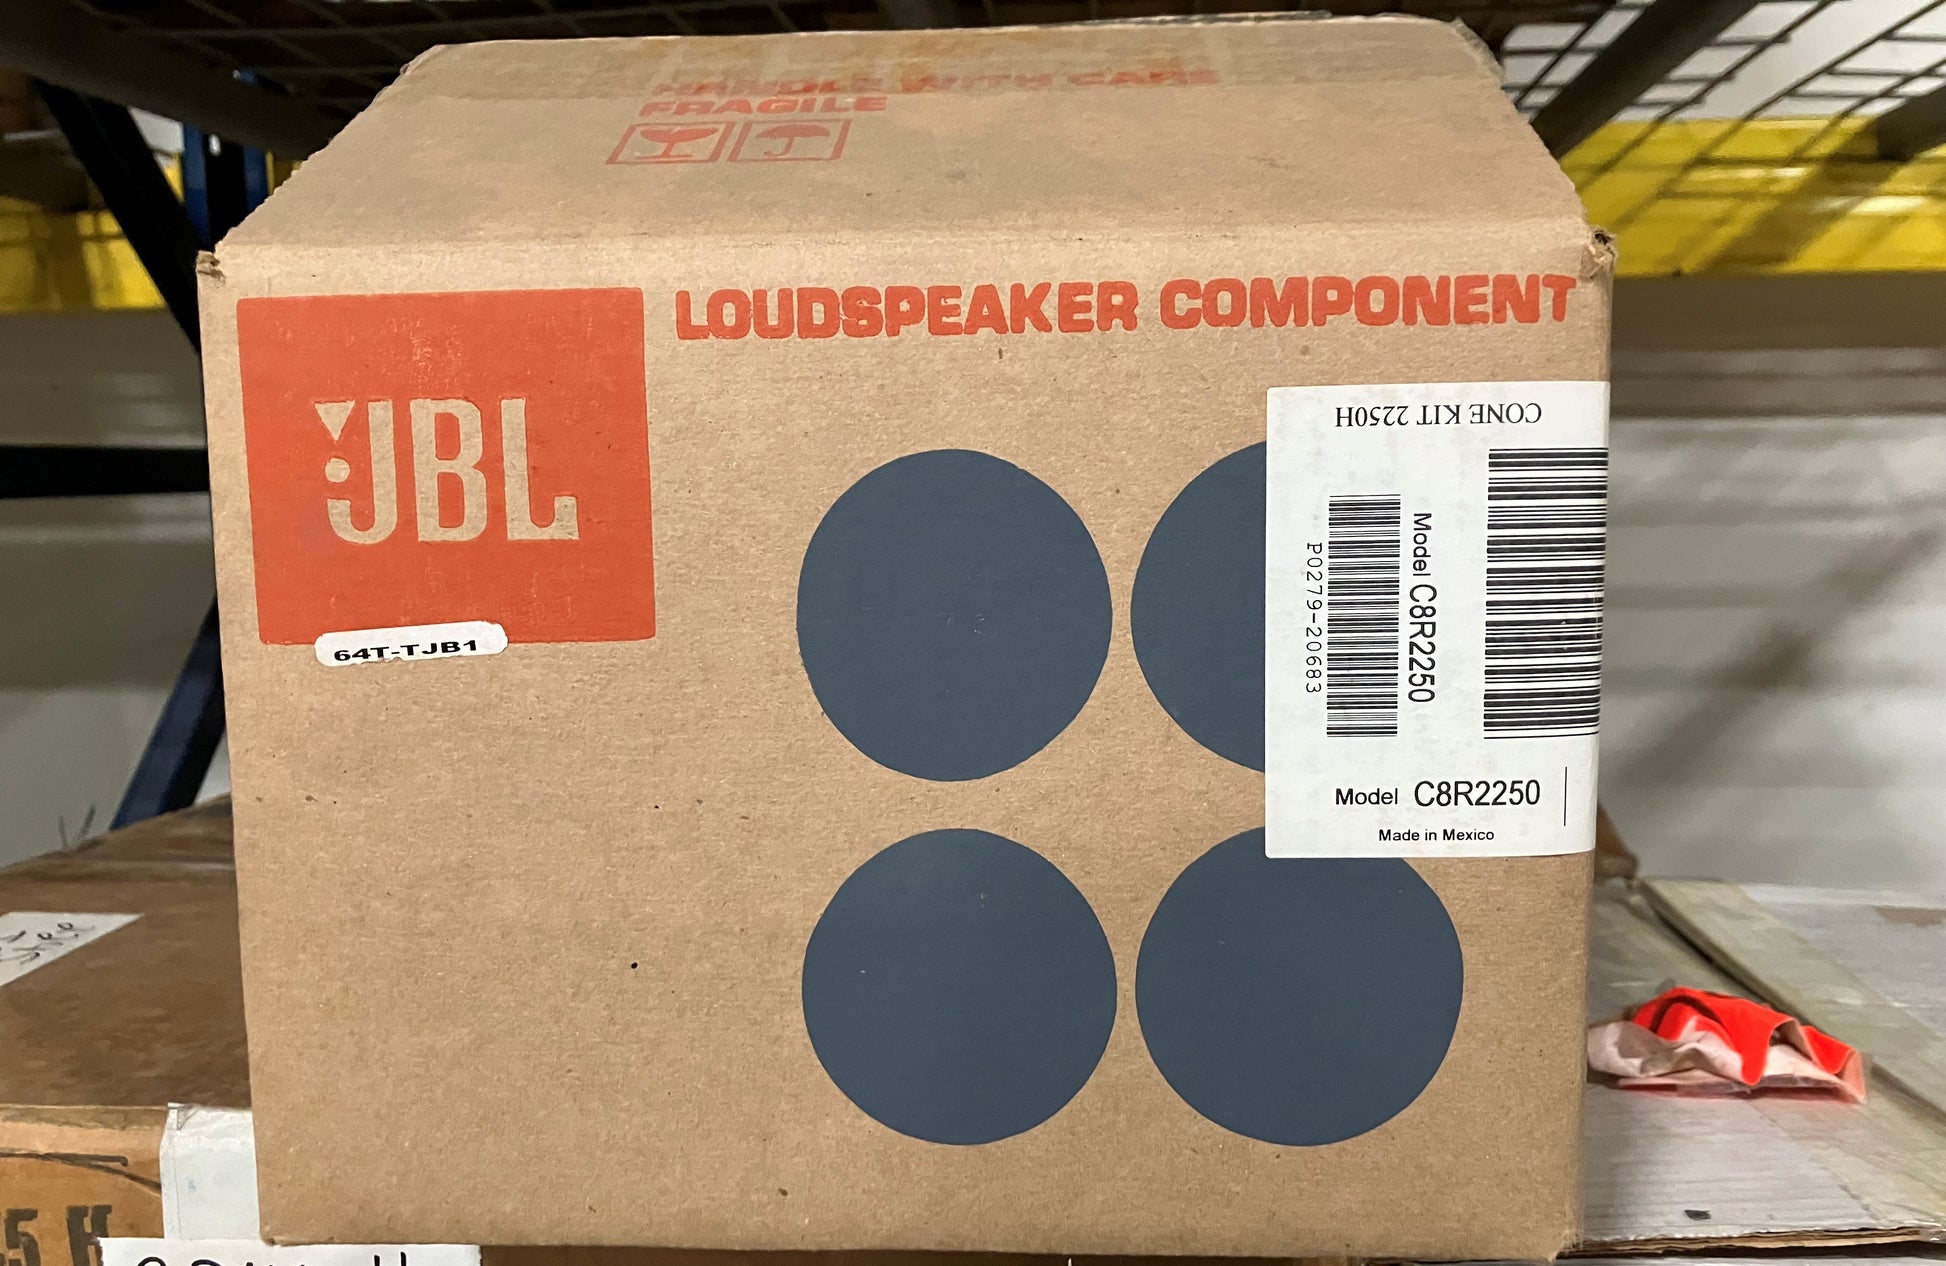 HANDLE WITH CARE
FRAGILE
LOUDSPEAKER COMPONENT
JBL
64T-TJB1
CONE KIT 2250H
Model C8R2250
P0279-20683
Model C8R2250
Made in Mexico
5 H